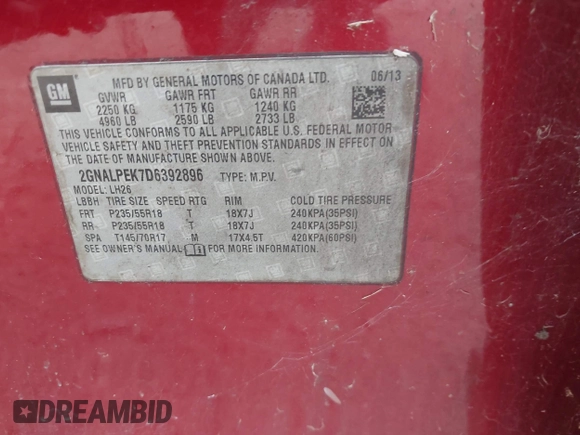 GM
MFD BY GENERAL MOTORS OF CANADA LTD. 06/13
GVWR GAWR FRT GAWR RR
2250 KG 1175 KG 1240 KG
4960 LB 2590 LB 2733 LB
THIS VEHICLE CONFORMS TO ALL APPLICABLE U.S. FEDERAL MOTOR
VEHICLE SAFETY AND THEFT PREVENTION STANDARDS IN EFFECT ON
THE DATE OF MANUFACTURE SHOWN ABOVE.
2GNALPEK7D6392896 TYPE: M.P.V.
MODEL: LH26
LBBH TIRE SIZE SPEED RTG RIM COLD TIRE PRESSURE
FRT P235/55R18 T 18X7J 240KPA(35PSI)
RR P235/55R18 T 18X7J 240KPA(35PSI)
SPA T145/70R17 M 17X4.5T 420KPA(60PSI)
SEE OWNER'S MANUAL FOR MORE INFORMATION.
DREAMBID